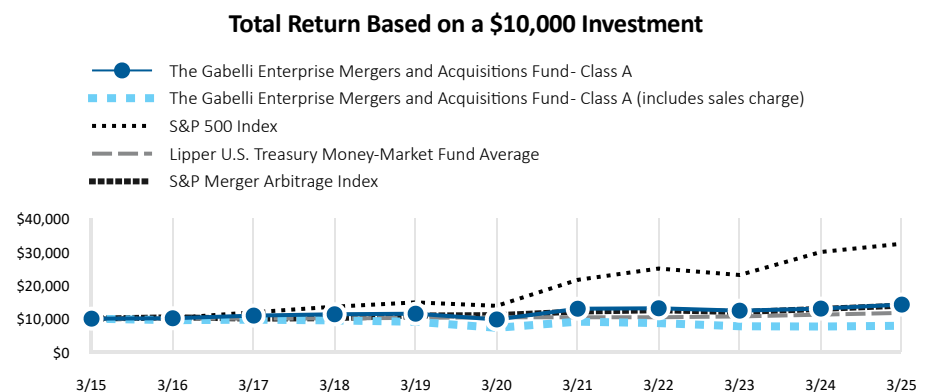 Total Return Based on a $10,000 Investment
The Gabelli Enterprise Mergers and Acquisitions Fund- Class A
The Gabelli Enterprise Mergers and Acquisitions Fund- Class A (includes sales charge)
S&P 500 Index
Lipper U.S. Treasury Money-Market Fund Average
S&P Merger Arbitrage Index
$40,000
$30,000
$20,000
$10,000
$0
3/15 3/16 3/17 3/18 3/19 3/20 3/21 3/22 3/23 3/24 3/25